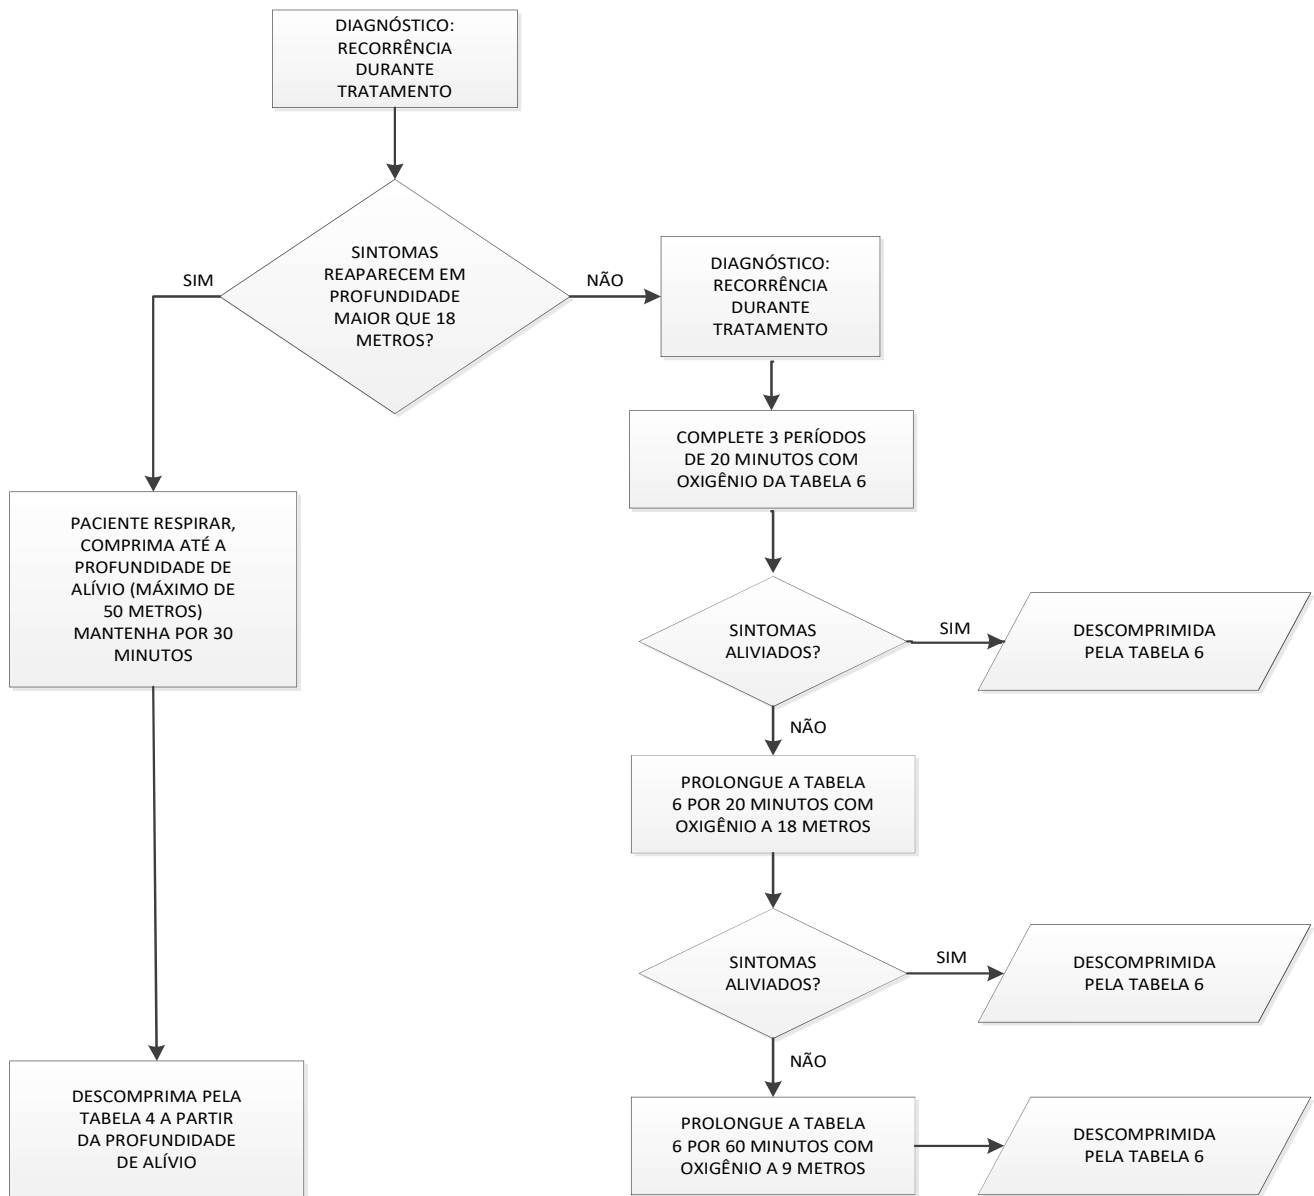 DIAGNÓSTICO:
RECORRÊNCIA
DURANTE
TRATAMENTO
SINTOMAS
REAPARECEM EM
PROFUNDIDADE
MAIOR QUE 18
METROS?
SIM
NÃO
DIAGNÓSTICO:
RECORRÊNCIA
DURANTE
TRATAMENTO
COMPLETE 3 PERÍODOS
DE 20 MINUTOS COM
OXIGÊNIO DA TABELA 6
PACIENTE RESPIRAR,
COMPRIMA ATÉ A
PROFUNDIDADE DE
ALÍVIO (MÁXIMO DE
50 METROS)
MANTENHA POR 30
MINUTOS
SINTOMAS
ALIVIADOS?
SIM
DESCOMPRIMIDA
PELA TABELA 6
NÃO
PROLONGUE A TABELA
6 POR 20 MINUTOS COM
OXIGÊNIO A 18 METROS
SINTOMAS
ALIVIADOS?
SIM
DESCOMPRIMIDA
PELA TABELA 6
NÃO
DESCOMPRIMA PELA
TABELA 4 A PARTIR
DA PROFUNDIDADE
DE ALÍVIO
PROLONGUE A TABELA
6 POR 60 MINUTOS COM
OXIGÊNIO A 9 METROS
DESCOMPRIMIDA
PELA TABELA 6